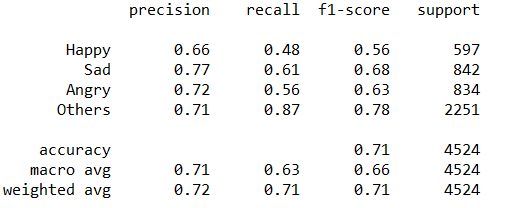 precision recall f1-score support
Happy 0.66 0.48 0.56 597
Sad 0.77 0.61 0.68 842
Angry 0.72 0.56 0.63 834
Others 0.71 0.87 0.78 2251
accuracy 0.71 4524
macro avg 0.71 0.63 0.66 4524
weighted avg 0.72 0.71 0.71 4524